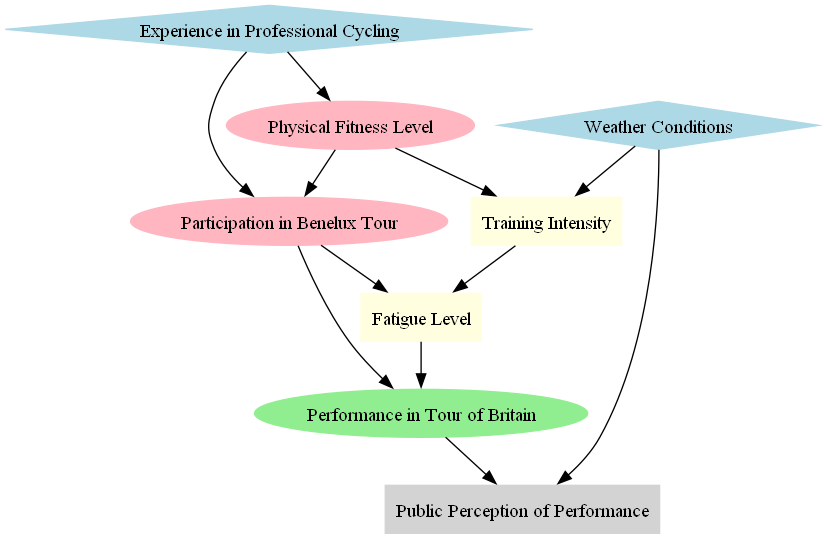 Experience in Professional Cycling
Physical Fitness Level
Weather Conditions
Participation in Benelux Tour
Training Intensity
Fatigue Level
Performance in Tour of Britain
Public Perception of Performance